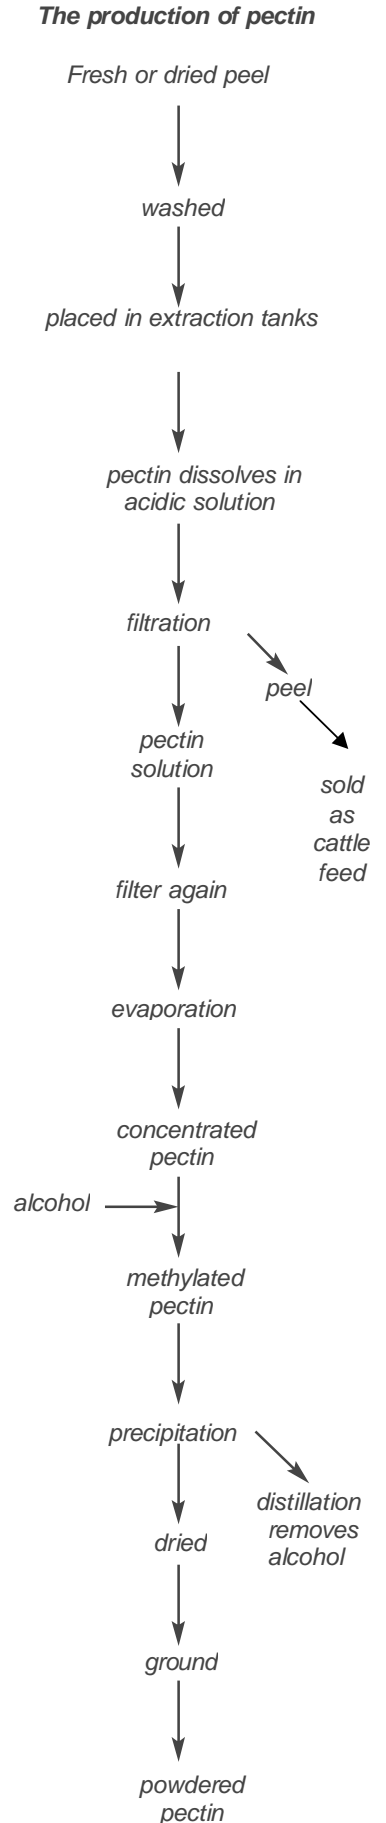 The production of pectin
Fresh or dried peel
washed
placed in extraction tanks
pectin dissolves in
acidic solution
filtration
peel
pectin
solution
sold
as
cattle
feed
filter again
evaporation
concentrated
pectin
alcohol
methylated
pectin
precipitation
distillation
removes
alcohol
dried
ground
powdered
pectin